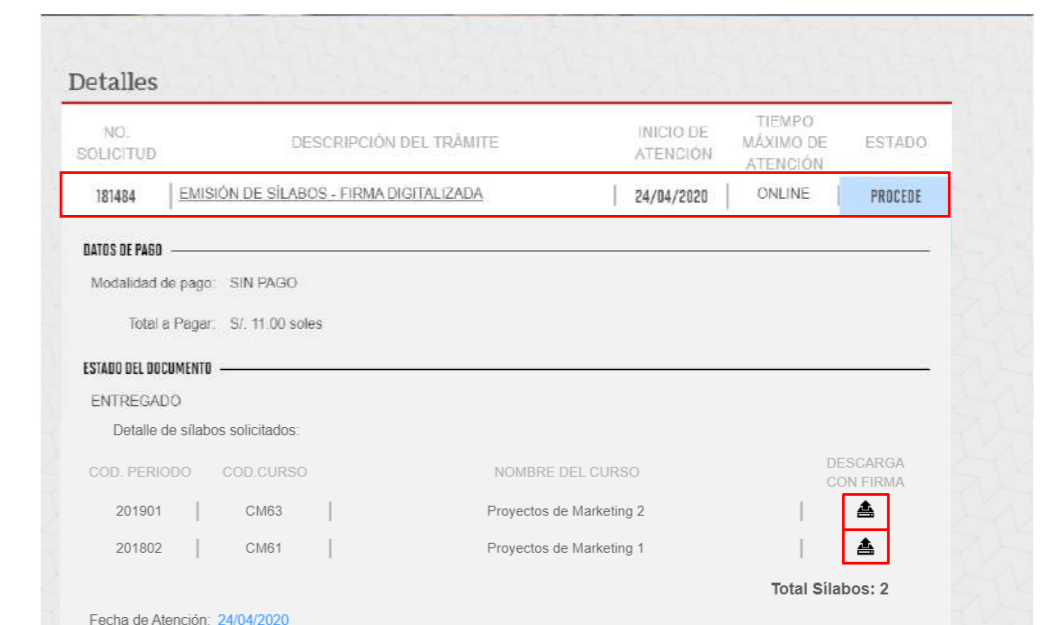 Detalles
NO. SOLICITUD DESCRIPCIÓN DEL TRÁMITE INICIO DE ATENCIÓN TIEMPO MÁXIMO DE ATENCIÓN ESTADO
181484 EMISIÓN DE SÍLABOS - FIRMA DIGITALIZADA 24/04/2020 ONLINE PROCEDE
DATOS DE PAGO
Modalidad de pago: SIN PAGO
Total a Pagar: S/. 11.00 soles
ESTADO DEL DOCUMENTO
ENTREGADO
Detalle de sílabos solicitados:
COD. PERIODO COD.CURSO NOMBRE DEL CURSO DESCARGA CON FIRMA
201901 CM63 Proyectos de Marketing 2
201802 CM61 Proyectos de Marketing 1
Total Sílabos: 2
Fecha de Atención: 24/04/2020